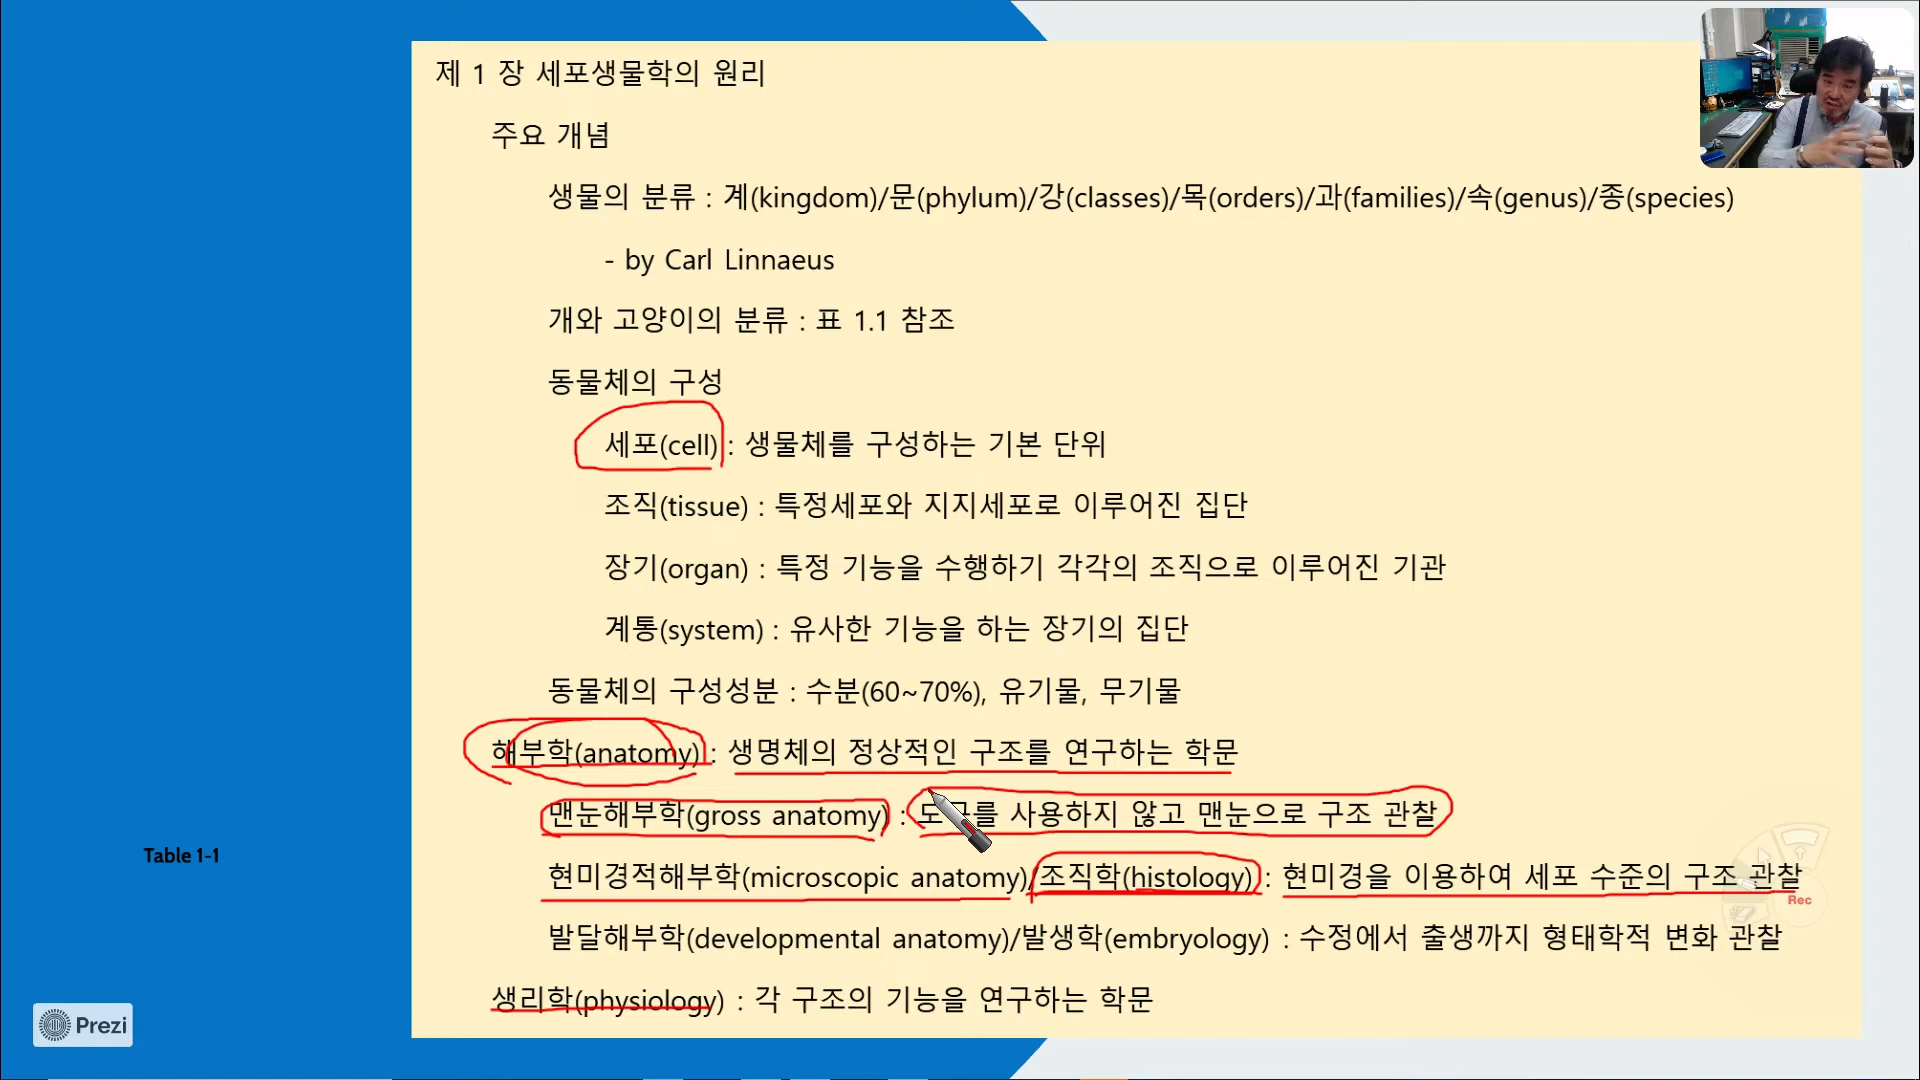 제 1 장 세포생물학의 원리
주요 개념
생물의 분류 : 계(kingdom)/문(phylum)/강(classes)/목(orders)/과(families)/속(genus)/종(species)
- by Carl Linnaeus
개와 고양이의 분류 : 표 1.1 참조
동물체의 구성
세포(cell) : 생물체를 구성하는 기본 단위
조직(tissue) : 특정세포와 지지세포로 이루어진 집단
장기(organ) : 특정 기능을 수행하기 각각의 조직으로 이루어진 기관
계통(system) : 유사한 기능을 하는 장기의 집단
동물체의 구성성분 : 수분(60~70%), 유기물, 무기물
해부학(anatomy) : 생명체의 정상적인 구조를 연구하는 학문
맨눈해부학(gross anatomy) : 도구를 사용하지 않고 맨눈으로 구조 관찰
현미경적해부학(microscopic anatomy)/조직학(histology) : 현미경을 이용하여 세포 수준의 구조 관찰
발달해부학(developmental anatomy)/발생학(embryology) : 수정에서 출생까지 형태학적 변화 관찰
생리학(physiology) : 각 구조의 기능을 연구하는 학문
Table 1-1
Prezi
Rec